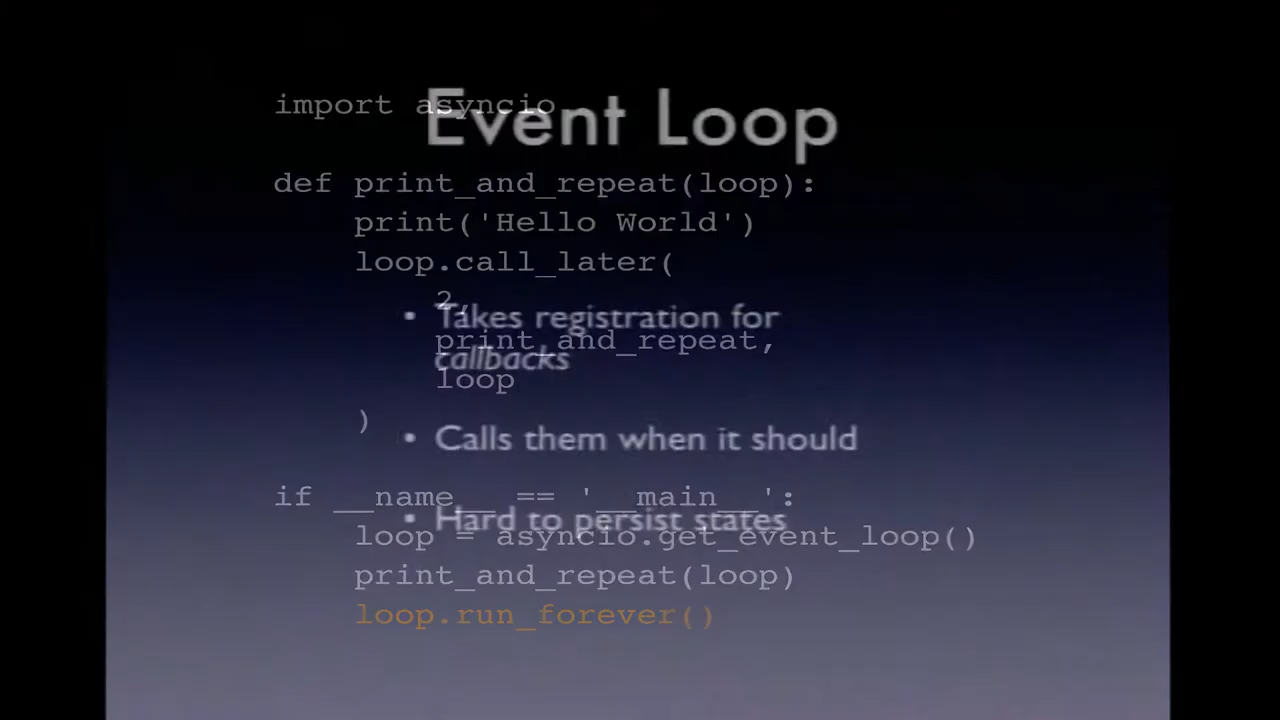 Event Loop
• Takes registration for
callbacks
• Calls them when it should
• Hard to persist states
import asyncio
def print_and_repeat(loop):
    print('Hello World')
    loop.call_later(
        2,
        print_and_repeat,
        loop
    )
if __name__ == '__main__':
    loop = asyncio.get_event_loop()
    print_and_repeat(loop)
    loop.run_forever()